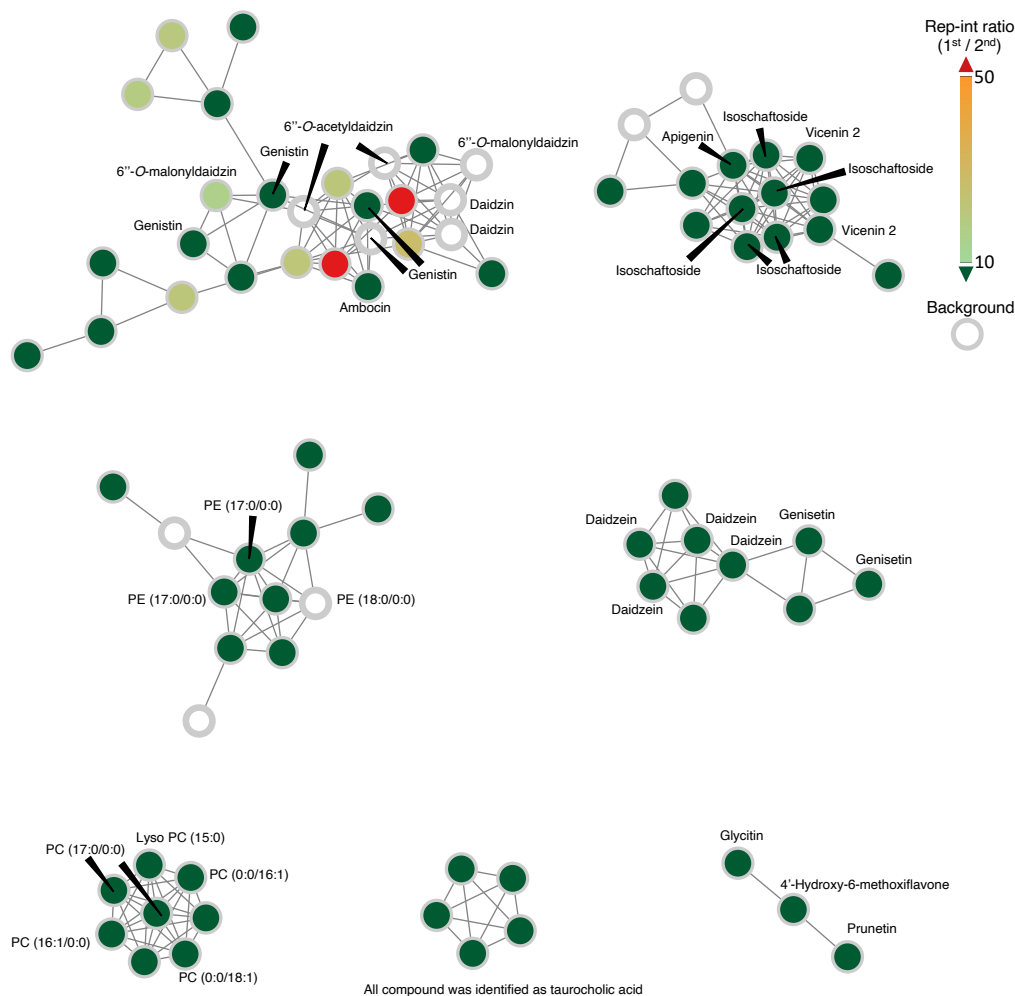 Rep-int ratio
(1st / 2nd)
50
10
Background
6''-O-acetyldaidzin
6''-O-malonyldaidzin
Genistin
6''-O-malonyldaidzin
Daidzin
Genistin
Daidzin
Genistin
Ambocin
Isoschaftoside
Vicenin 2
Apigenin
Isoschaftoside
Vicenin 2
Isoschaftoside
Isoschaftoside
PE (17:0/0:0)
PE (17:0/0:0)
PE (18:0/0:0)
Daidzein
Daidzein
Genisetin
Daidzein
Genisetin
Daidzein
Lyso PC (15:0)
PC (17:0/0:0)
PC (0:0/16:1)
PC (16:1/0:0)
PC (0:0/18:1)
All compound was identified as taurocholic acid
Glycitin
4'-Hydroxy-6-methoxiflavone
Prunetin